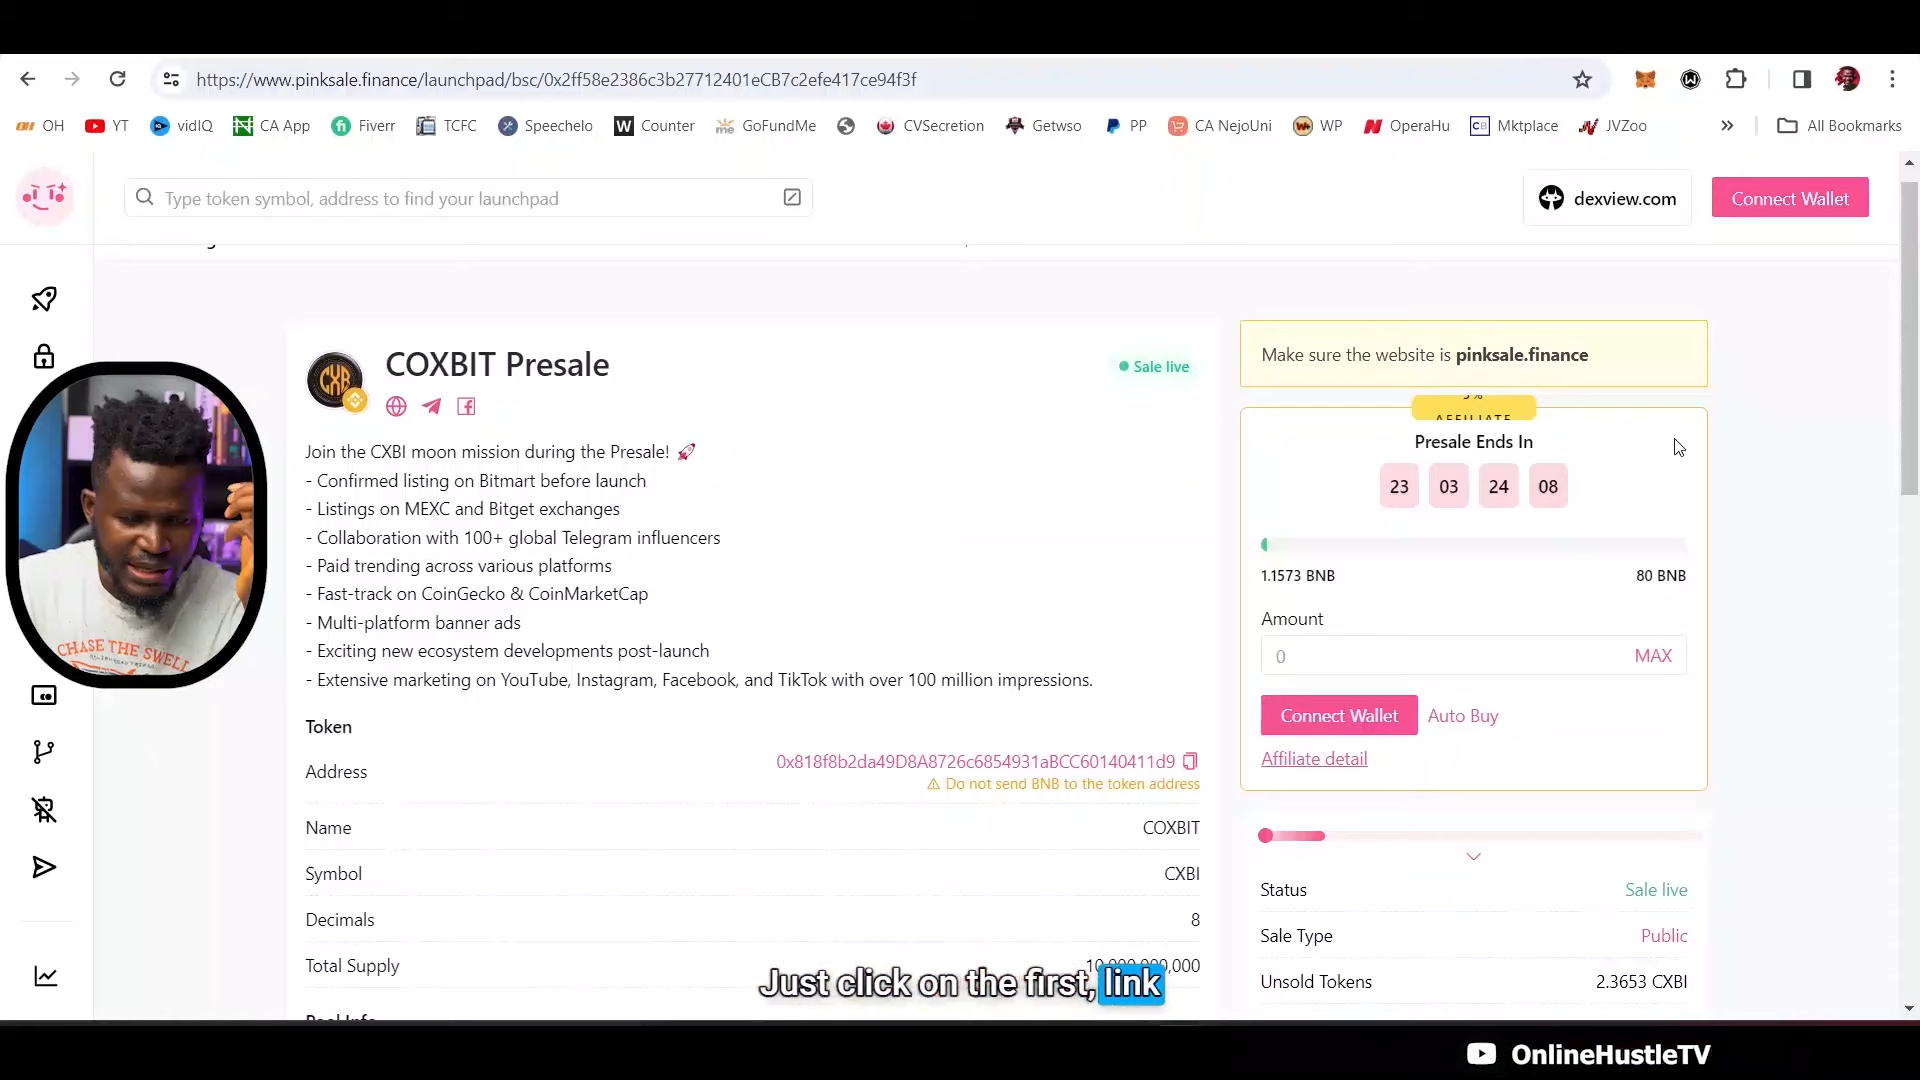 https://www.pinksale.finance/launchpad/bsc/0x2ff58e2386c3b27712401eCB7c2efe417ce94f3f
OH YT vidIQ CA App Fiverr TCFC Speechelo Counter GoFundMe CVSecretion Getwso PP CA NejoUni WP OperaHu Mktplace JVZoo » All Bookmarks
Type token symbol, address to find your launchpad
dexview.com
Connect Wallet
COXBIT Presale
Sale live
Join the CXBI moon mission during the Presale! 🚀
- Confirmed listing on Bitmart before launch
- Listings on MEXC and Bitget exchanges
- Collaboration with 100+ global Telegram influencers
- Paid trending across various platforms
- Fast-track on CoinGecko & CoinMarketCap
- Multi-platform banner ads
- Exciting new ecosystem developments post-launch
- Extensive marketing on YouTube, Instagram, Facebook, and TikTok with over 100 million impressions.
Token
Address 0x818f8b2da49D8A8726c6854931aBCC60140411d9
Do not send BNB to the token address
Name COXBIT
Symbol CXBI
Decimals 8
Total Supply 10,000,000,000
Pool Info
Make sure the website is pinksale.finance
AFFILIATE
Presale Ends In
23 03 24 08
1.1573 BNB 80 BNB
Amount
0 MAX
Connect Wallet Auto Buy
Affiliate detail
Status Sale live
Sale Type Public
Unsold Tokens 2.3653 CXBI
CHASE THE SWELL
Just click on the first, link
OnlineHustleTV